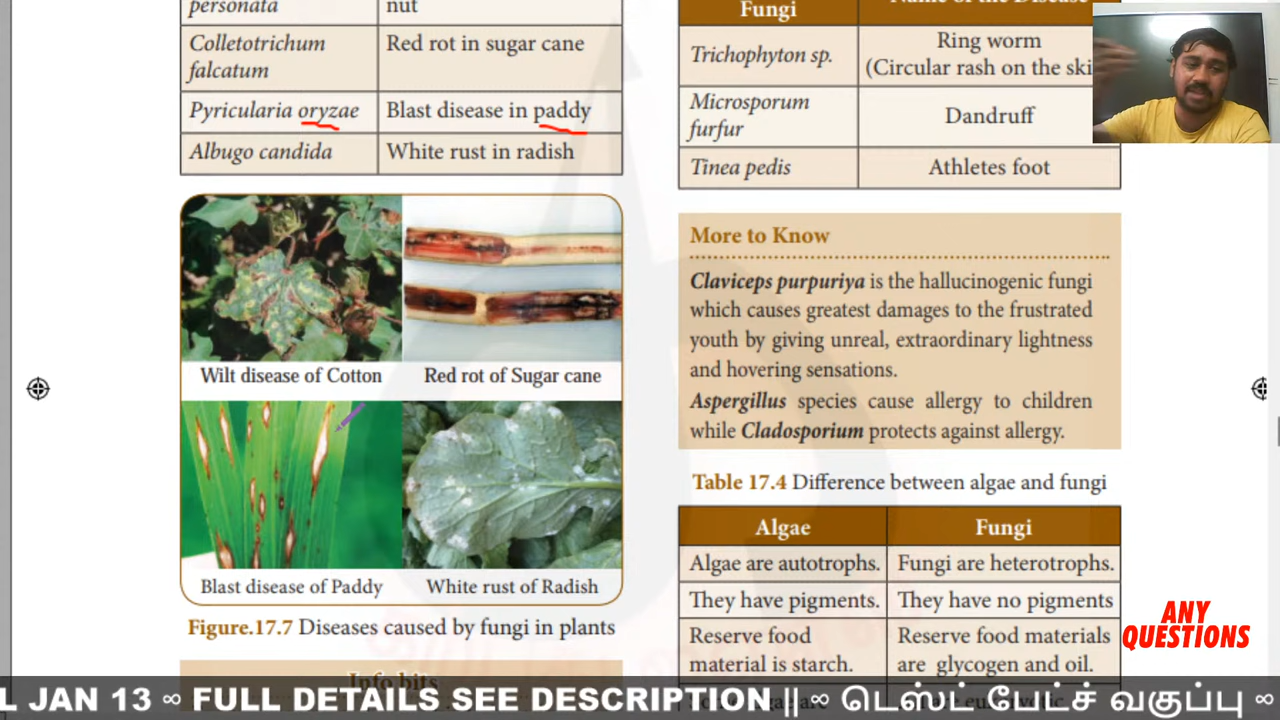 personata
nut
Colletotrichum
falcatum
Red rot in sugar cane
Pyricularia oryzae
Blast disease in paddy
Albugo candida
White rust in radish
Wilt disease of Cotton
Red rot of Sugar cane
Blast disease of Paddy
White rust of Radish
Figure.17.7 Diseases caused by fungi in plants
Info bits
Fungi
Name of the Disease
Trichophyton sp.
Ring worm
(Circular rash on the ski
Microsporum
furfur
Dandruff
Tinea pedis
Athletes foot
More to Know
Claviceps purpuriya is the hallucinogenic fungi
which causes greatest damages to the frustrated
youth by giving unreal, extraordinary lightness
and hovering sensations.
Aspergillus species cause allergy to children
while Cladosporium protects against allergy.
Table 17.4 Difference between algae and fungi
Algae
Fungi
Algae are autotrophs.
Fungi are heterotrophs.
They have pigments.
They have no pigments
Reserve food
material is starch.
Reserve food materials
are glycogen and oil.
ANY
QUESTIONS
L JAN 13 ∞ FULL DETAILS SEE DESCRIPTION || ∞ டெஸ்ட் பேட்ச் வகுப்பு ∞